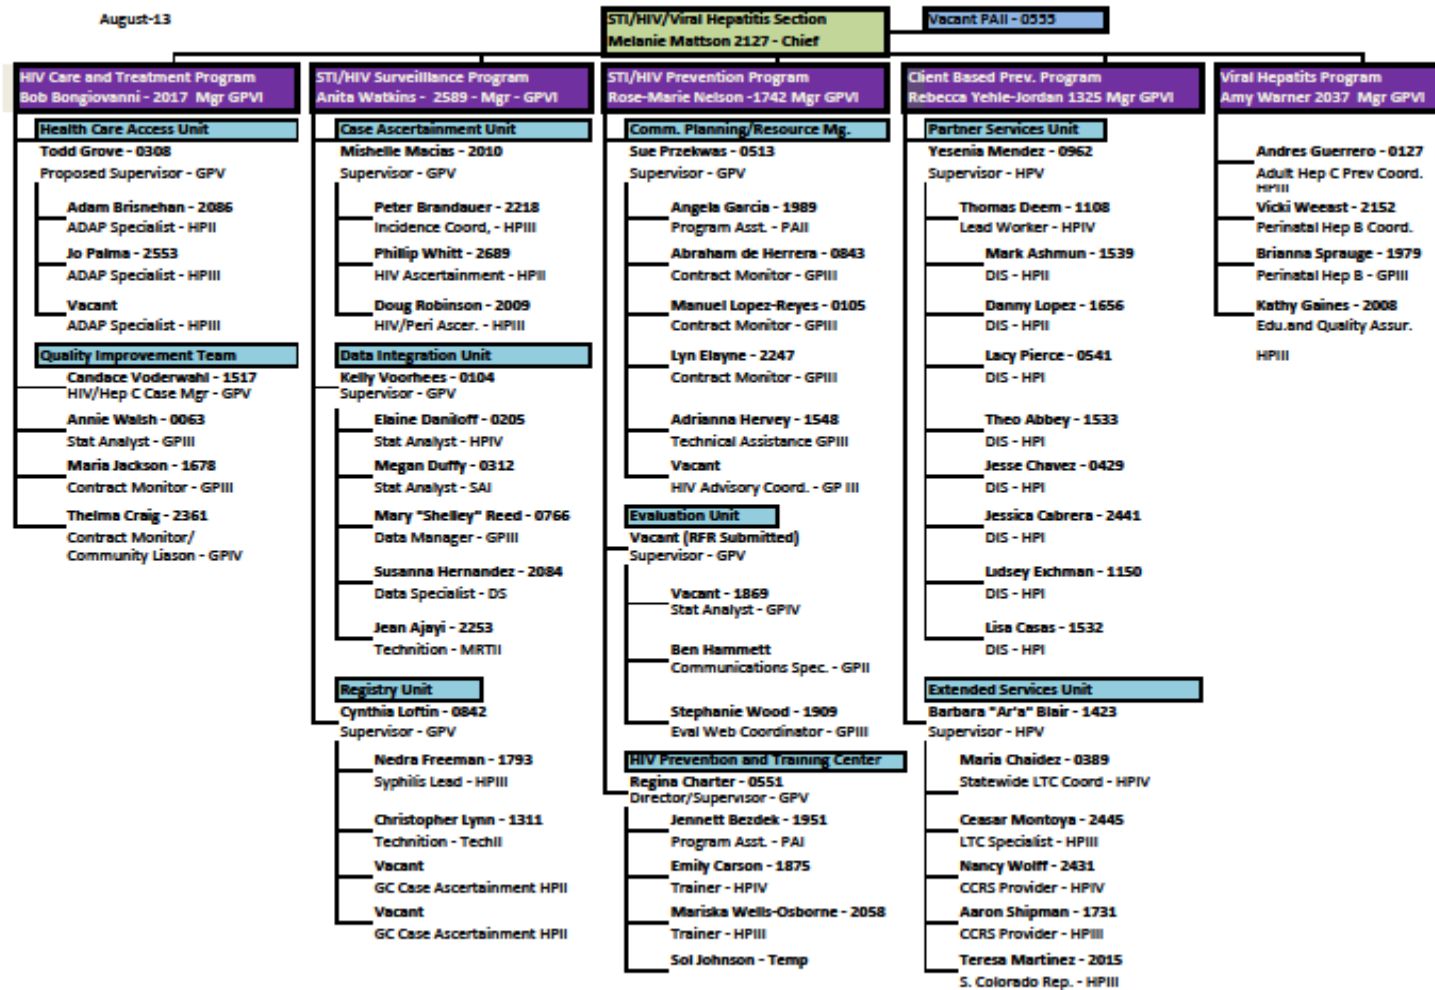 August-13
STI/HIV/Viral Hepatitis Section
Melanie Mattson 2127 - Chief
Vacant PAII - 0555
HIV Care and Treatment Program
Bob Bongiovanni - 2017 Mgr GPVI
Health Care Access Unit
Todd Grove - 0308
Proposed Supervisor - GPV
Adam Brisnehan - 2086
ADAP Specialist - HPII
Jo Palma - 2553
ADAP Specialist - HPIII
Vacant
ADAP Specialist - HPIII
Quality Improvement Team
Candace Voderwahl - 1517
HIV/Hep C Case Mgr - GPV
Annie Walsh - 0063
Stat Analyst - GPIII
Maria Jackson - 1678
Contract Monitor - GPIII
Thelma Craig - 2361
Contract Monitor/
Community Liason - GPIV
STI/HIV Surveilllance Program
Anita Watkins - 2589 - Mgr - GPVI
Case Ascertainment Unit
Mishelle Macias - 2010
Supervisor - GPV
Peter Brandauer - 2218
Incidence Coord, - HPIII
Phillip Whitt - 2689
HIV Ascertainment - HPII
Doug Robinson - 2009
HIV/Peri Ascer. - HPIII
Data Integration Unit
Kelly Voorhees - 0104
Supervisor - GPV
Elaine Daniloff - 0205
Stat Analyst - HPIV
Megan Duffy - 0312
Stat Analyst - SAI
Mary "Shelley" Reed - 0766
Data Manager - GPIII
Susanna Hernandez - 2084
Data Specialist - DS
Jean Ajayi - 2253
Technition - MRTII
Registry Unit
Cynthia Loftin - 0842
Supervisor - GPV
Nedra Freeman - 1793
Syphilis Lead - HPIII
Christopher Lynn - 1311
Technition - TechII
Vacant
GC Case Ascertainment HPII
Vacant
GC Case Ascertainment HPII
STI/HIV Prevention Program
Rose-Marie Nelson -1742 Mgr GPVI
Comm. Planning/Resource Mg.
Sue Przekwas - 0513
Supervisor - GPV
Angela Garcia - 1989
Program Asst. - PAII
Abraham de Herrera - 0843
Contract Monitor - GPIII
Manuel Lopez-Reyes - 0105
Contract Monitor - GPIII
Lyn Elayne - 2247
Contract Monitor - GPIII
Adrianna Hervey - 1548
Technical Assistance GPIII
Vacant
HIV Advisory Coord. - GP III
Evaluation Unit
Vacant (RFR Submitted)
Supervisor - GPV
Vacant - 1869
Stat Analyst - GPIV
Ben Hammett
Communications Spec. - GPII
Stephanie Wood - 1909
Eval Web Coordinator - GPIII
HIV Prevention and Training Center
Regina Charter - 0551
Director/Supervisor - GPV
Jennett Bezdek - 1951
Program Asst. - PAI
Emily Carson - 1875
Trainer - HPIV
Mariska Wells-Osborne - 2058
Trainer - HPIII
Sol Johnson - Temp
Client Based Prev. Program
Rebecca Yehle-Jordan 1325 Mgr GPVI
Partner Services Unit
Yesenia Mendez - 0962
Supervisor - HPV
Thomas Deem - 1108
Lead Worker - HPIV
Mark Ashmun - 1539
DIS - HPII
Danny Lopez - 1656
DIS - HPII
Lacy Pierce - 0541
DIS - HPI
Theo Abbey - 1533
DIS - HPI
Jesse Chavez - 0429
DIS - HPI
Jessica Cabrera - 2441
DIS - HPI
Lidsey Eichman - 1150
DIS - HPI
Lisa Casas - 1532
DIS - HPI
Extended Services Unit
Barbara "Ar'a" Blair - 1423
Supervisor - HPV
Maria Chaidez - 0389
Statewide LTC Coord - HPIV
Ceasar Montoya - 2445
LTC Specialist - HPIII
Nancy Wolff - 2431
CCRS Provider - HPIV
Aaron Shipman - 1731
CCRS Provider - HPIII
Teresa Martinez - 2015
S. Colorado Rep. - HPIII
Viral Hepatits Program
Amy Warner 2037 Mgr GPVI
Andres Guerrero - 0127
Adult Hep C Prev Coord.
HPIII
Vicki Weeast - 2152
Perinatal Hep B Coord.
Brianna Sprauge - 1979
Perinatal Hep B - GPIII
Kathy Gaines - 2008
Edu.and Quality Assur.
HPIII